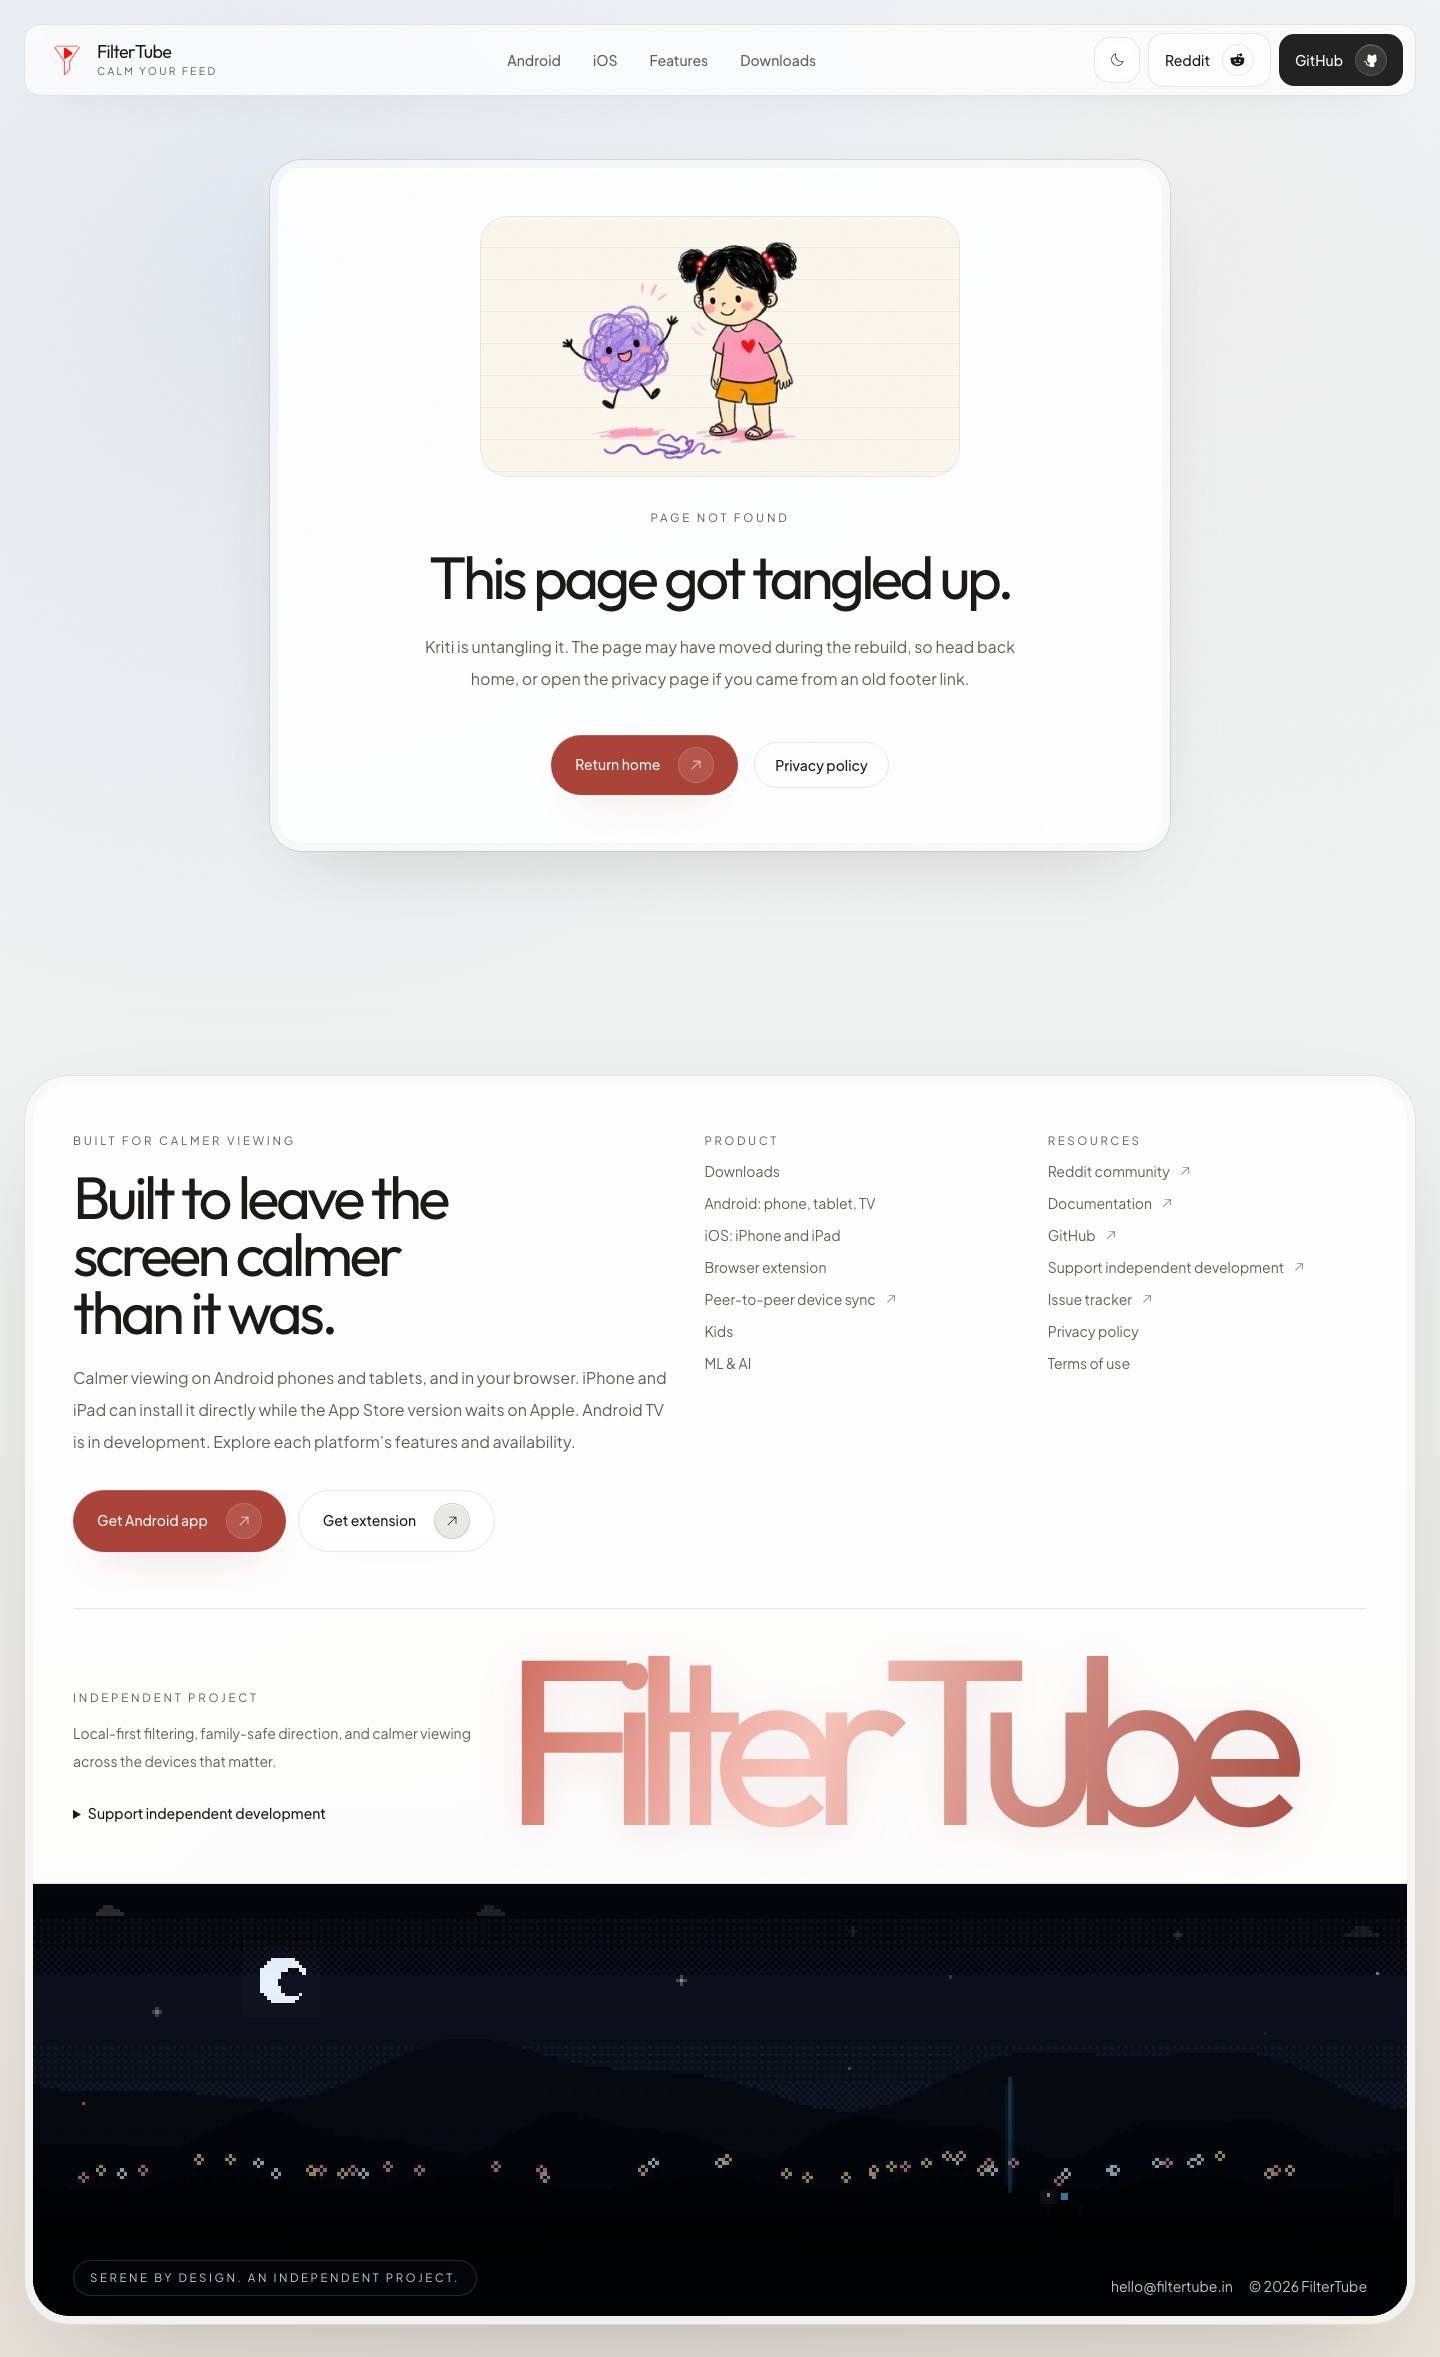 FilterTube
CALM YOUR FEED
Android
iOS
Features
Downloads
Reddit
GitHub
PAGE NOT FOUND
This page got tangled up.
Kriti is untangling it. The page may have moved during the rebuild, so head back
home, or open the privacy page if you came from an old footer link.
Return home
Privacy policy
BUILT FOR CALMER VIEWING
Built to leave the
screen calmer
than it was.
Calmer viewing on Android phones and tablets, and in your browser. iPhone and
iPad can install it directly while the App Store version waits on Apple. Android TV
is in development. Explore each platform's features and availability.
Get Android app
Get extension
PRODUCT
Downloads
Android: phone, tablet, TV
iOS: iPhone and iPad
Browser extension
Peer-to-peer device sync
Kids
ML & AI
RESOURCES
Reddit community
Documentation
GitHub
Support independent development
Issue tracker
Privacy policy
Terms of use
INDEPENDENT PROJECT
Local-first filtering, family-safe direction, and calmer viewing
across the devices that matter.
Support independent development
FilterTube
SERENE BY DESIGN. AN INDEPENDENT PROJECT.
hello@filtertube.in
© 2026 FilterTube